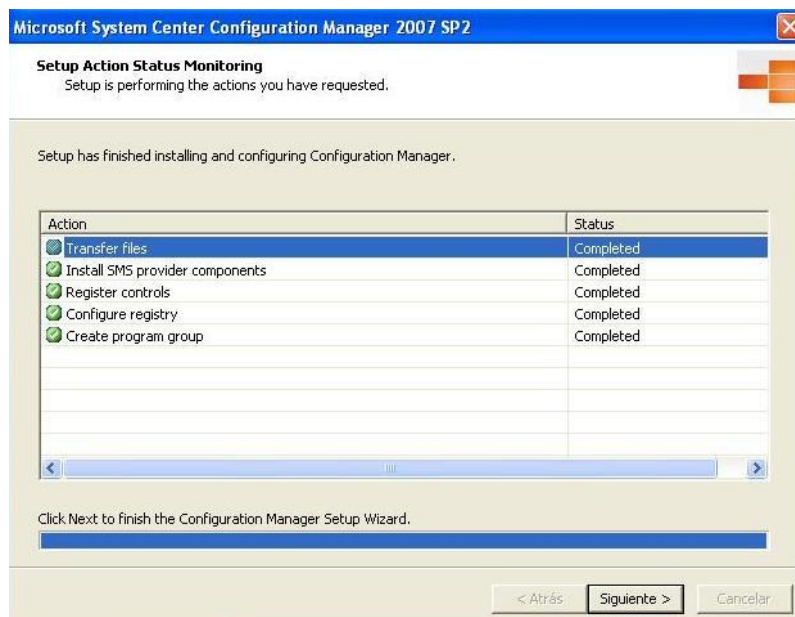 Microsoft System Center Configuration Manager 2007 SP2
Setup Action Status Monitoring
Setup is performing the actions you have requested.
Setup has finished installing and configuring Configuration Manager.
Action Status
Transfer files Completed
Install SMS provider components Completed
Register controls Completed
Configure registry Completed
Create program group Completed
Click Next to finish the Configuration Manager Setup Wizard.
< Atrás Siguiente > Cancelar